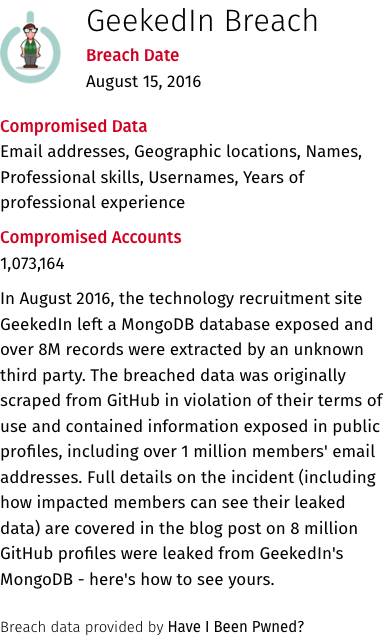 GeekedIn Breach
Breach Date
August 15, 2016
Compromised Data
Email addresses, Geographic locations, Names,
Professional skills, Usernames, Years of
professional experience
Compromised Accounts
1,073,164
In August 2016, the technology recruitment site
GeekedIn left a MongoDB database exposed and
over 8M records were extracted by an unknown
third party. The breached data was originally
scraped from GitHub in violation of their terms of
use and contained information exposed in public
profiles, including over 1 million members' email
addresses. Full details on the incident (including
how impacted members can see their leaked
data) are covered in the blog post on 8 million
GitHub profiles were leaked from GeekedIn's
MongoDB - here's how to see yours.
Breach data provided by Have I Been Pwned?